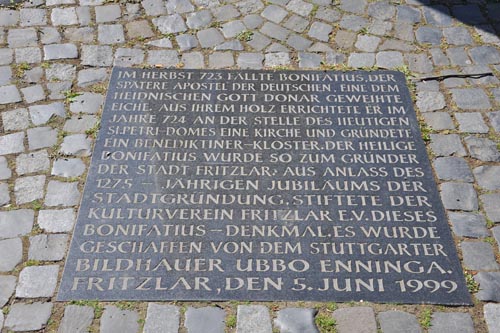 IM HERBST 723 FÄLLTE BONIFATIUS, DER
SPÄTERE APOSTEL DER DEUTSCHEN, EINE DEM
HEIDNISCHEN GOTT DONAR GEWEIHTE
EICHE. AUS IHREM HOLZ ERRICHTETE ER IM
JAHRE 724 AN DER STELLE DES HEUTIGEN
ST. PETRI-DOMES EINE KIRCHE UND GRÜNDETE
EIN BENEDIKTINER-KLOSTER. DER HEILIGE
BONIFATIUS WURDE SO ZUM GRÜNDER
DER STADT FRITZLAR. AUS ANLASS DES
1275 - JÄHRIGEN JUBILÄUMS DER
STADTGRÜNDUNG, STIFTETE DER
KULTURVEREIN FRITZLAR E.V. DIESES
BONIFATIUS - DENKMAL. ES WURDE
GESCHAFFEN VON DEM STUTTGARTER
BILDHAUER UBBO ENNINGA.
FRITZLAR, DEN 5. JUNI 1999